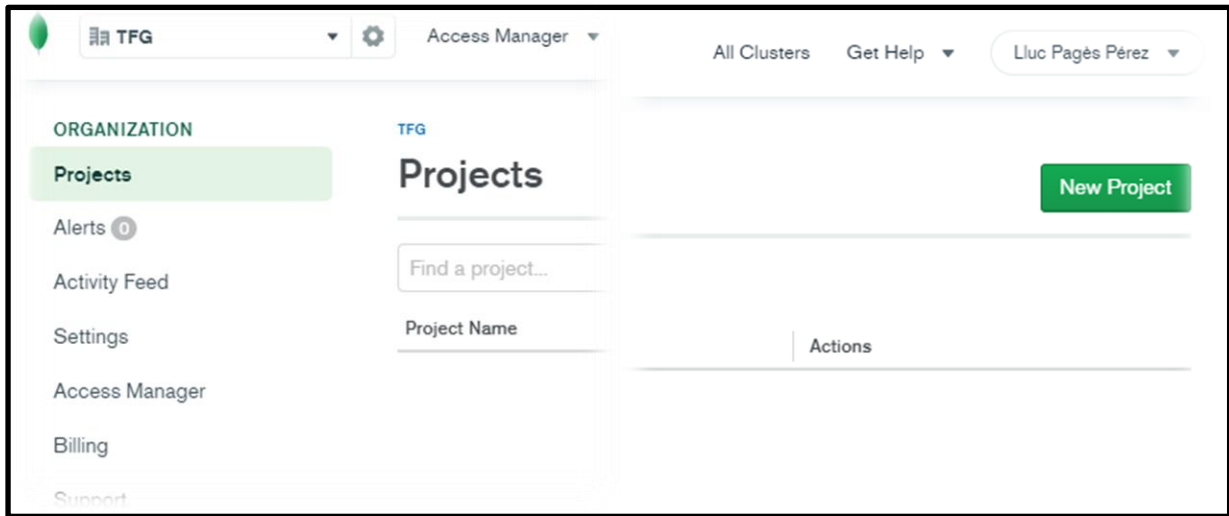 TFG
Access Manager
All Clusters
Get Help
Lluc Pagès Pérez
ORGANIZATION
Projects
Alerts 0
Activity Feed
Settings
Access Manager
Billing
Support
TFG
Projects
New Project
Find a project...
Project Name
Actions